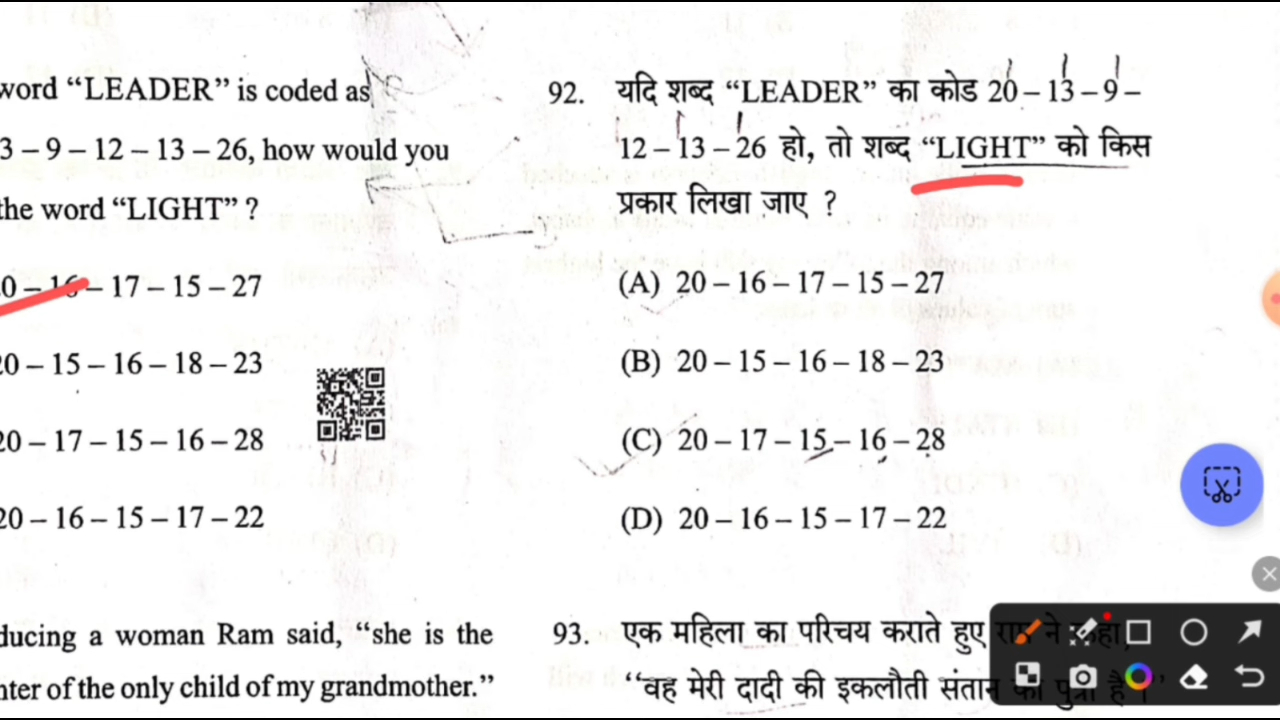 word “LEADER” is coded as
3 – 9 – 12 – 13 – 26, how would you
the word “LIGHT” ?
0 – 16 – 17 – 15 – 27
20 – 15 – 16 – 18 – 23
20 – 17 – 15 – 16 – 28
20 – 16 – 15 – 17 – 22
ducing a woman Ram said, “she is the
hter of the only child of my grandmother.”
92. यदि शब्द “LEADER” का कोड 20 – 13 – 9 –
12 – 13 – 26 हो, तो शब्द “LIGHT” को किस
प्रकार लिखा जाए ?
(A) 20 – 16 – 17 – 15 – 27
(B) 20 – 15 – 16 – 18 – 23
(C) 20 – 17 – 15 – 16 – 28
(D) 20 – 16 – 15 – 17 – 22
93. एक महिला का परिचय कराते हुए राम ने कहा,
“वह मेरी दादी की इकलौती संतान की पुत्री है ।”